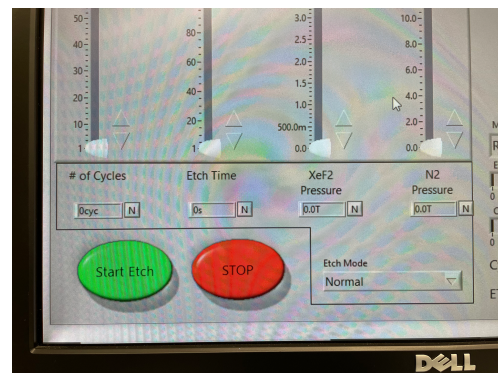 50-
40-
30-
20-
10-
1
80-
60-
40-
20-
1
3.0-
2.5-
2.0-
1.5-
1.0-
500.0m-
0.0
10.0-
8.0-
6.0-
4.0-
2.0-
0.0
# of Cycles
Etch Time
XeF2
Pressure
N2
Pressure
0cyc N
0s N
0.0T N
0.0T N
Start Etch
STOP
Etch Mode
Normal
DELL